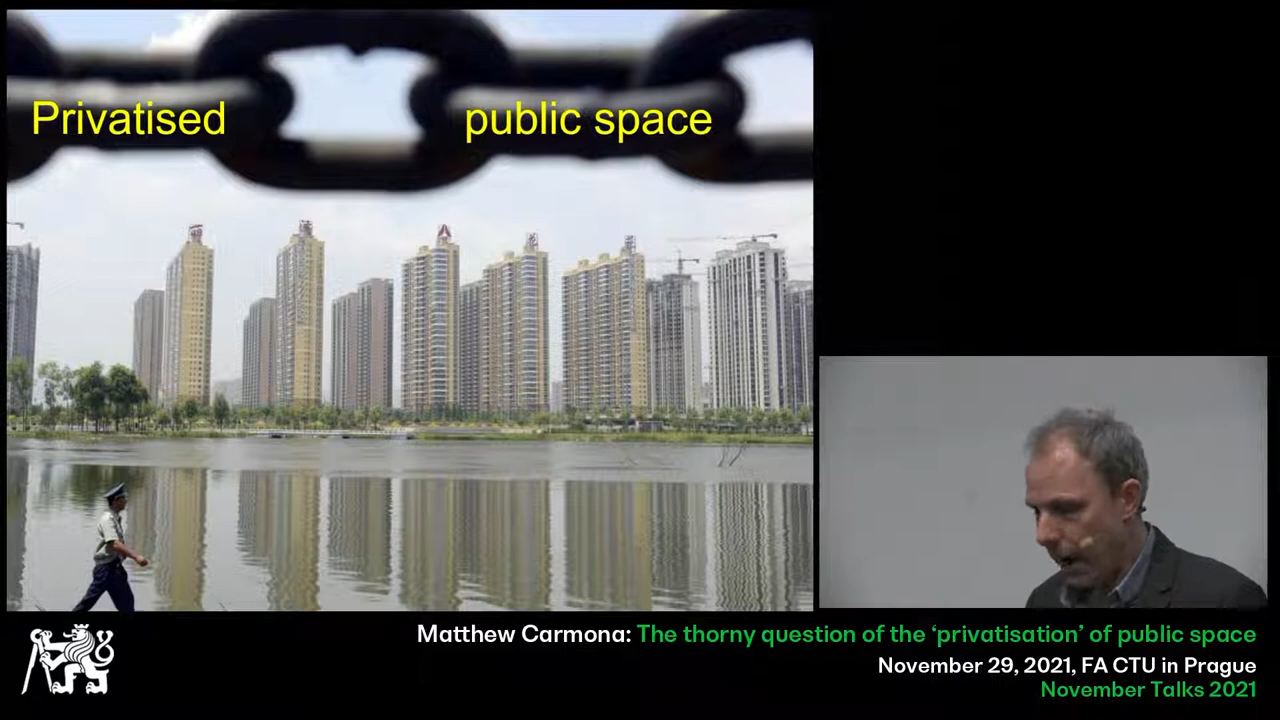 Privatised public space
Matthew Carmona: The thorny question of the ‘privatisation’ of public space
November 29, 2021, FA CTU in Prague
November Talks 2021